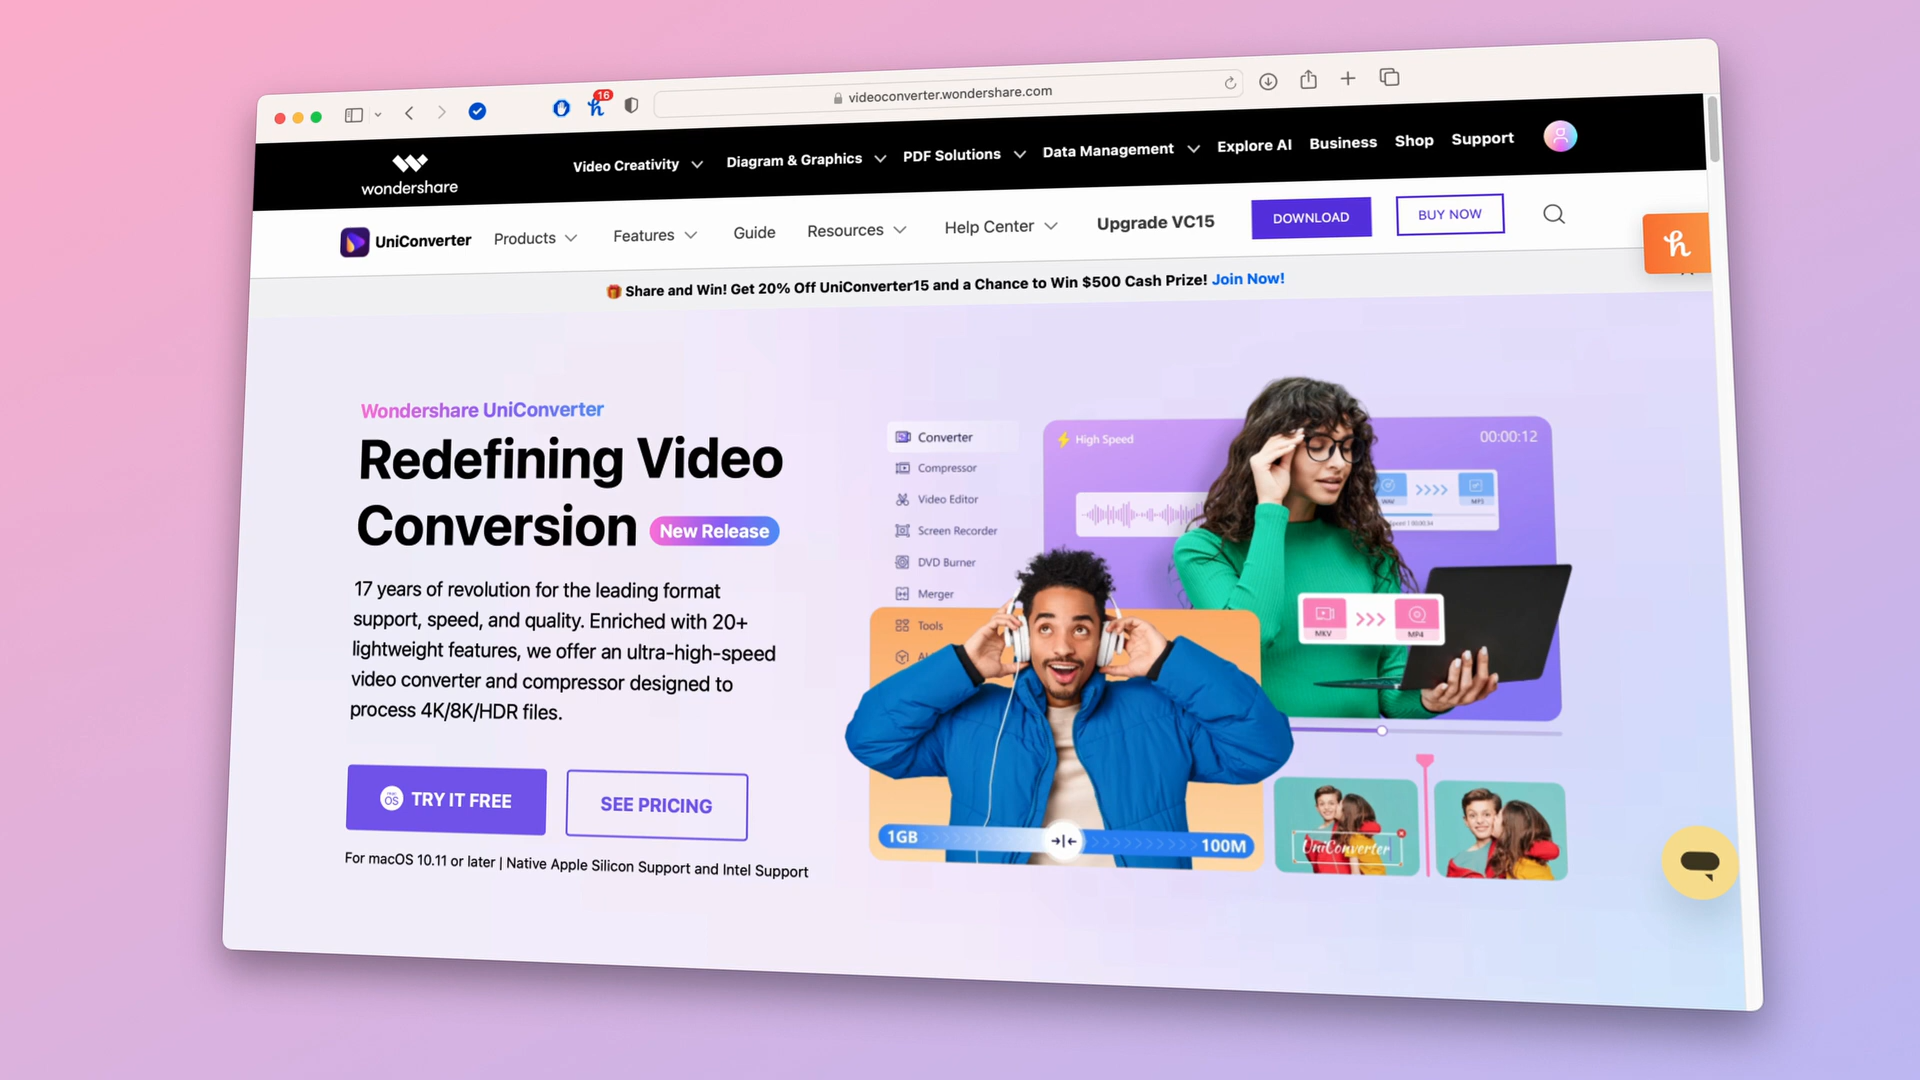 16
videoconverter.wondershare.com
wondershare
Video Creativity
Diagram & Graphics
PDF Solutions
Data Management
Explore AI
Business
Shop
Support
UniConverter
Products
Features
Guide
Resources
Help Center
Upgrade VC15
DOWNLOAD
BUY NOW
Share and Win! Get 20% Off UniConverter15 and a Chance to Win $500 Cash Prize! Join Now!
Wondershare UniConverter
Redefining Video
Conversion New Release
17 years of revolution for the leading format
support, speed, and quality. Enriched with 20+
lightweight features, we offer an ultra-high-speed
video converter and compressor designed to
process 4K/8K/HDR files.
macOS TRY IT FREE
SEE PRICING
For macOS 10.11 or later | Native Apple Silicon Support and Intel Support
Converter
Compressor
Video Editor
Screen Recorder
DVD Burner
Merger
Tools
High Speed
00:00:12
WAV
MP3
MKV
MP4
1GB
100M
UniConverter